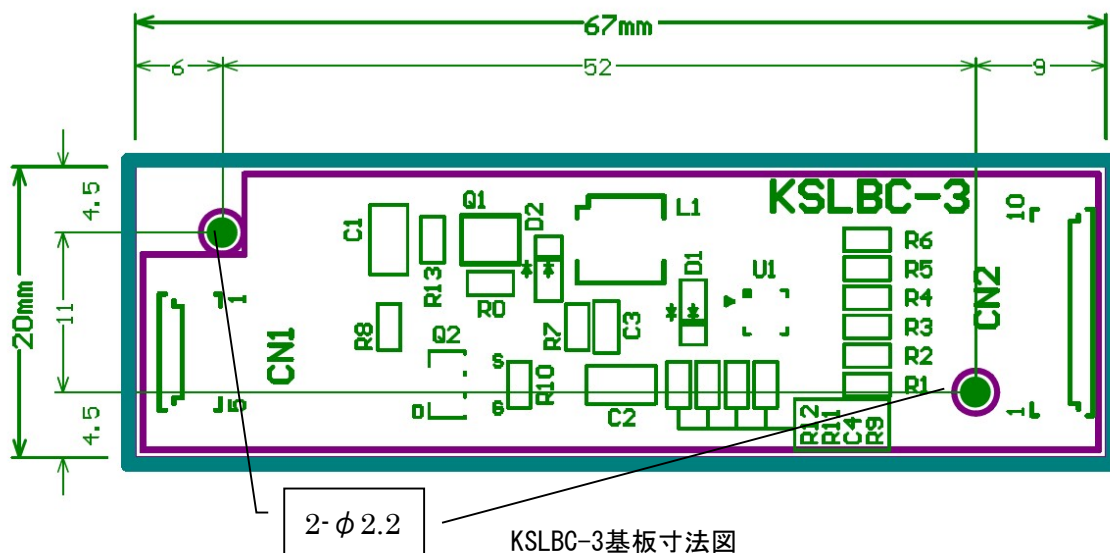 67mm
6
52
9
20mm
4.5
11
4.5
KSLBC-3
C1
R13
Q1
D2
L1
R0
D1
U1
R6
R5
R4
R3
R2
R1
10
CN2
1
1
CN1
5
R8
Q2
S
G
D
R10
R7
C3
C2
R12
R11
C4
R9
2-φ2.2
KSLBC-3基板寸法図